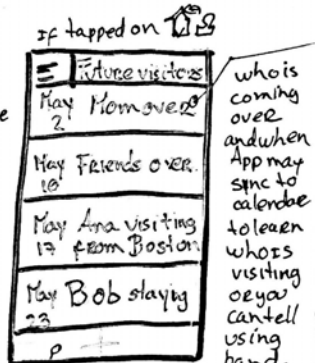 If tapped on
Future visitors
May Mom over
2
May Friends over.
10
May Ana visiting
17 from Boston
May Bob staying
23
who is
coming
over
and when
App may
sync to
calendar
to learn
who is
visiting
or you
can tell
using